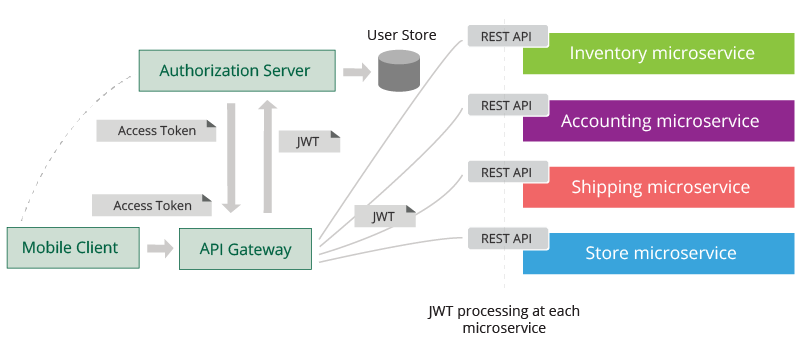 User Store
REST API
Inventory microservice
Authorization Server
REST API
Accounting microservice
Access Token
JWT
REST API
Shipping microservice
Access Token
JWT
REST API
Store microservice
Mobile Client
API Gateway
JWT processing at each
microservice